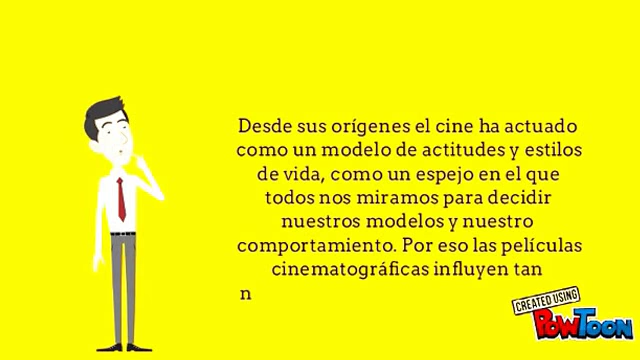 Desde sus orígenes el cine ha actuado
como un modelo de actitudes y estilos
de vida, como un espejo en el que
todos nos miramos para decidir
nuestros modelos y nuestro
comportamiento. Por eso las películas
cinematográficas influyen tan
n
CREATED USING
POWTOON